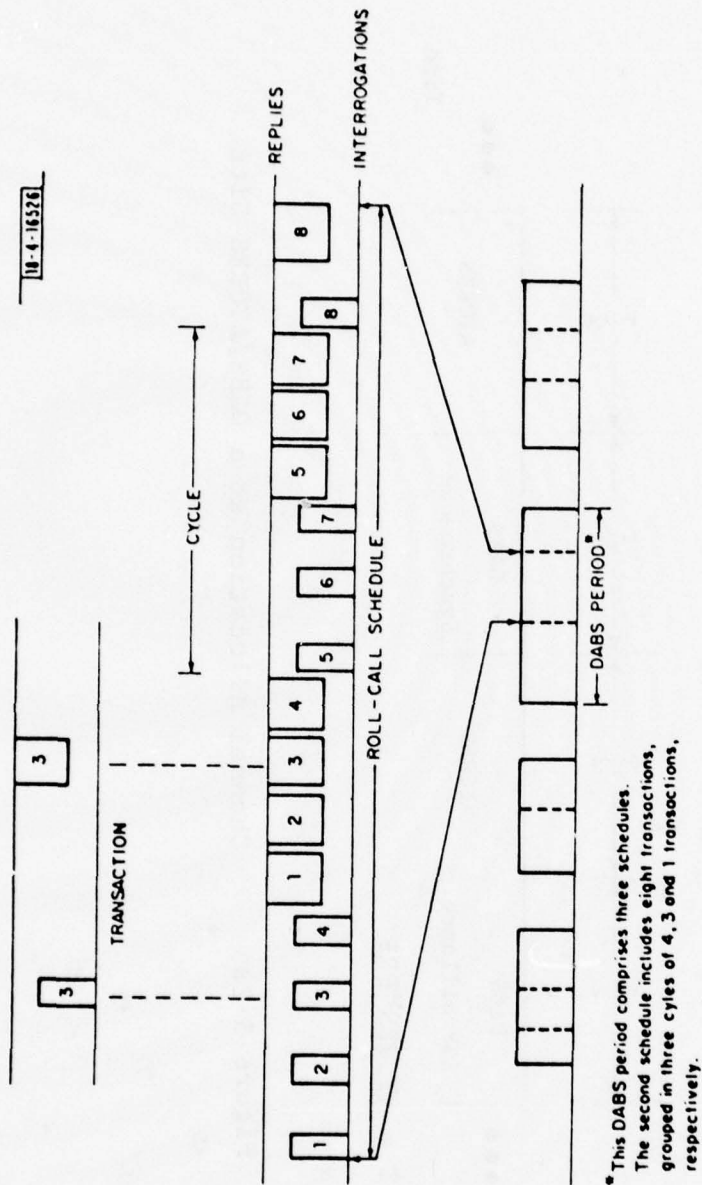 18-4-16526
3
3
TRANSACTION
REPLIES
1
2
3
4
5
6
7
8
1
2
3
4
5
6
7
8
INTERROGATIONS
CYCLE
ROLL-CALL SCHEDULE
DABS PERIOD*
*This DABS period comprises three schedules.
The second schedule includes eight transactions,
grouped in three cyles of 4, 3 and 1 transactions,
respectively.